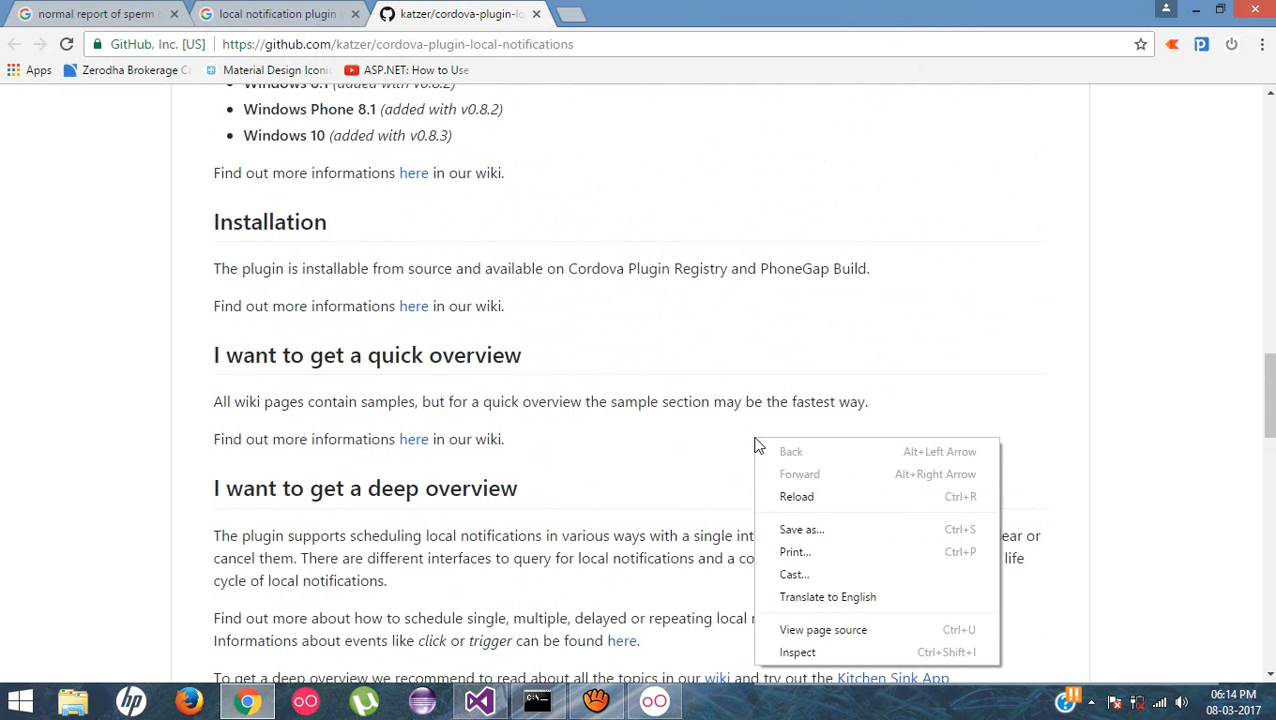 normal report of sperm c
local notification plugin
katzer/cordova-plugin-lo
GitHub, Inc. [US]
https://github.com/katzer/cordova-plugin-local-notifications
Apps
Zerodha Brokerage Ca
Material Design Iconi
ASP.NET: How to Use
Windows 8.1 (added with v0.8.2)
Windows Phone 8.1 (added with v0.8.2)
Windows 10 (added with v0.8.3)
Find out more informations here in our wiki.
Installation
The plugin is installable from source and available on Cordova Plugin Registry and PhoneGap Build.
Find out more informations here in our wiki.
I want to get a quick overview
All wiki pages contain samples, but for a quick overview the sample section may be the fastest way.
Find out more informations here in our wiki.
I want to get a deep overview
The plugin supports scheduling local notifications in various ways with a single int ear or
cancel them. There are different interfaces to query for local notifications and a co life
cycle of local notifications.
Find out more about how to schedule single, multiple, delayed or repeating local
Informations about events like click or trigger can be found here.
To get a deep overview we recommend to read about all the topics in our wiki and try out the Kitchen Sink App
Back Alt+Left Arrow
Forward Alt+Right Arrow
Reload Ctrl+R
Save as... Ctrl+S
Print... Ctrl+P
Cast...
Translate to English
View page source Ctrl+U
Inspect Ctrl+Shift+I
06:14 PM
08-03-2017